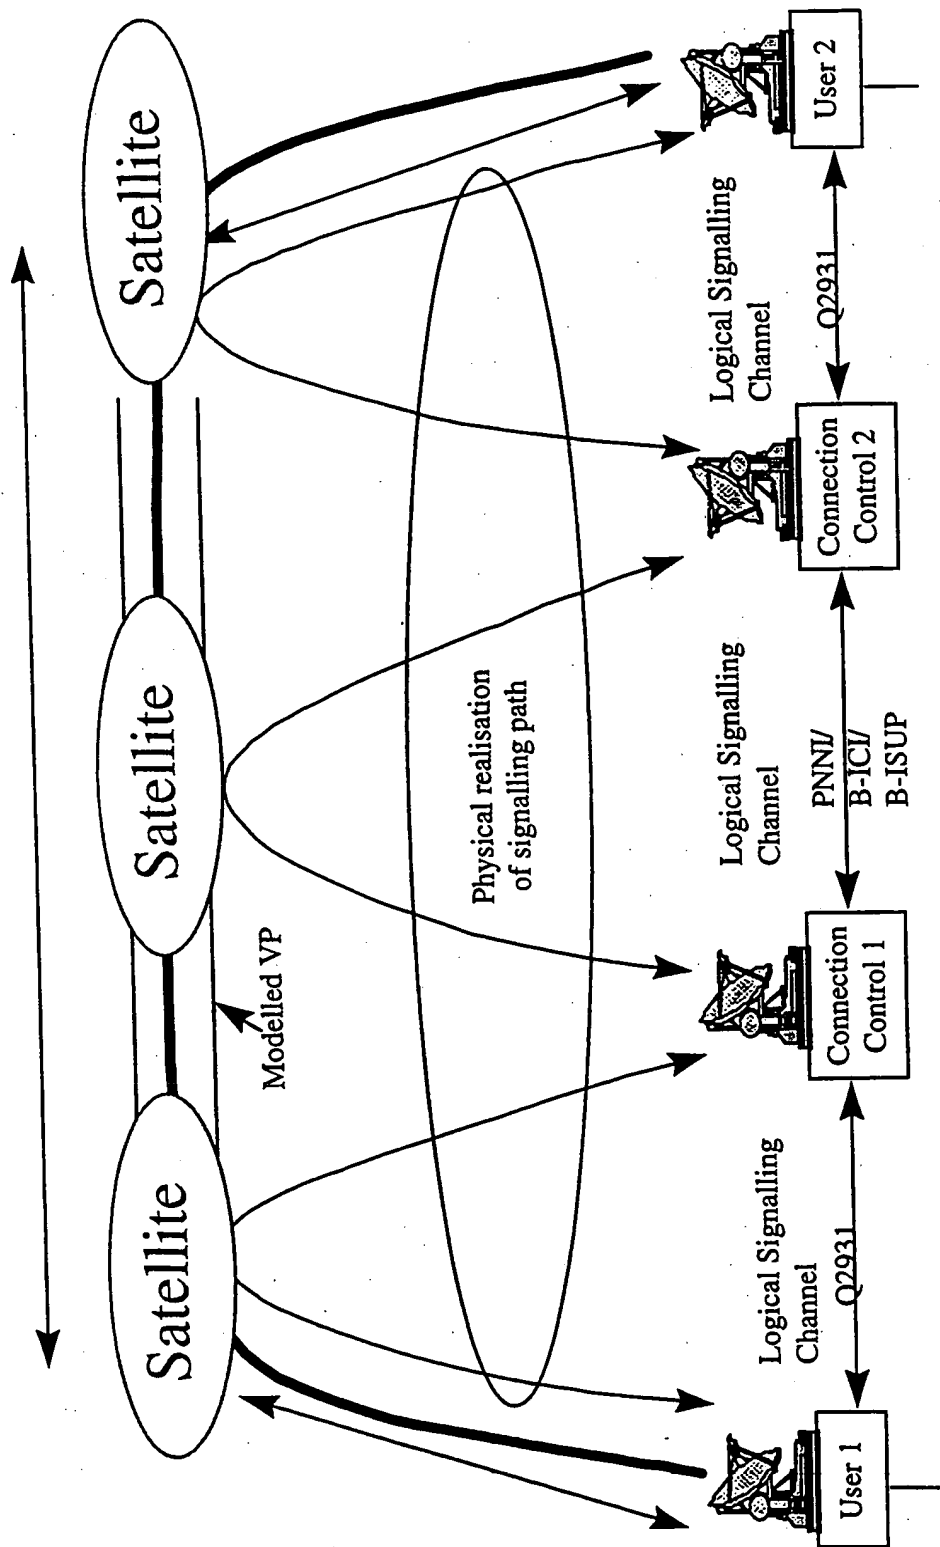 Satellite
Satellite
Satellite
Modelled VP
Physical realisation
of signalling path
Logical Signalling
Channel
Q2931
Logical Signalling
Channel
PNNI/
B-ICI/
B-ISUP
Logical Signalling
Channel
Q2931
User 1
Connection
Control 1
Connection
Control 2
User 2